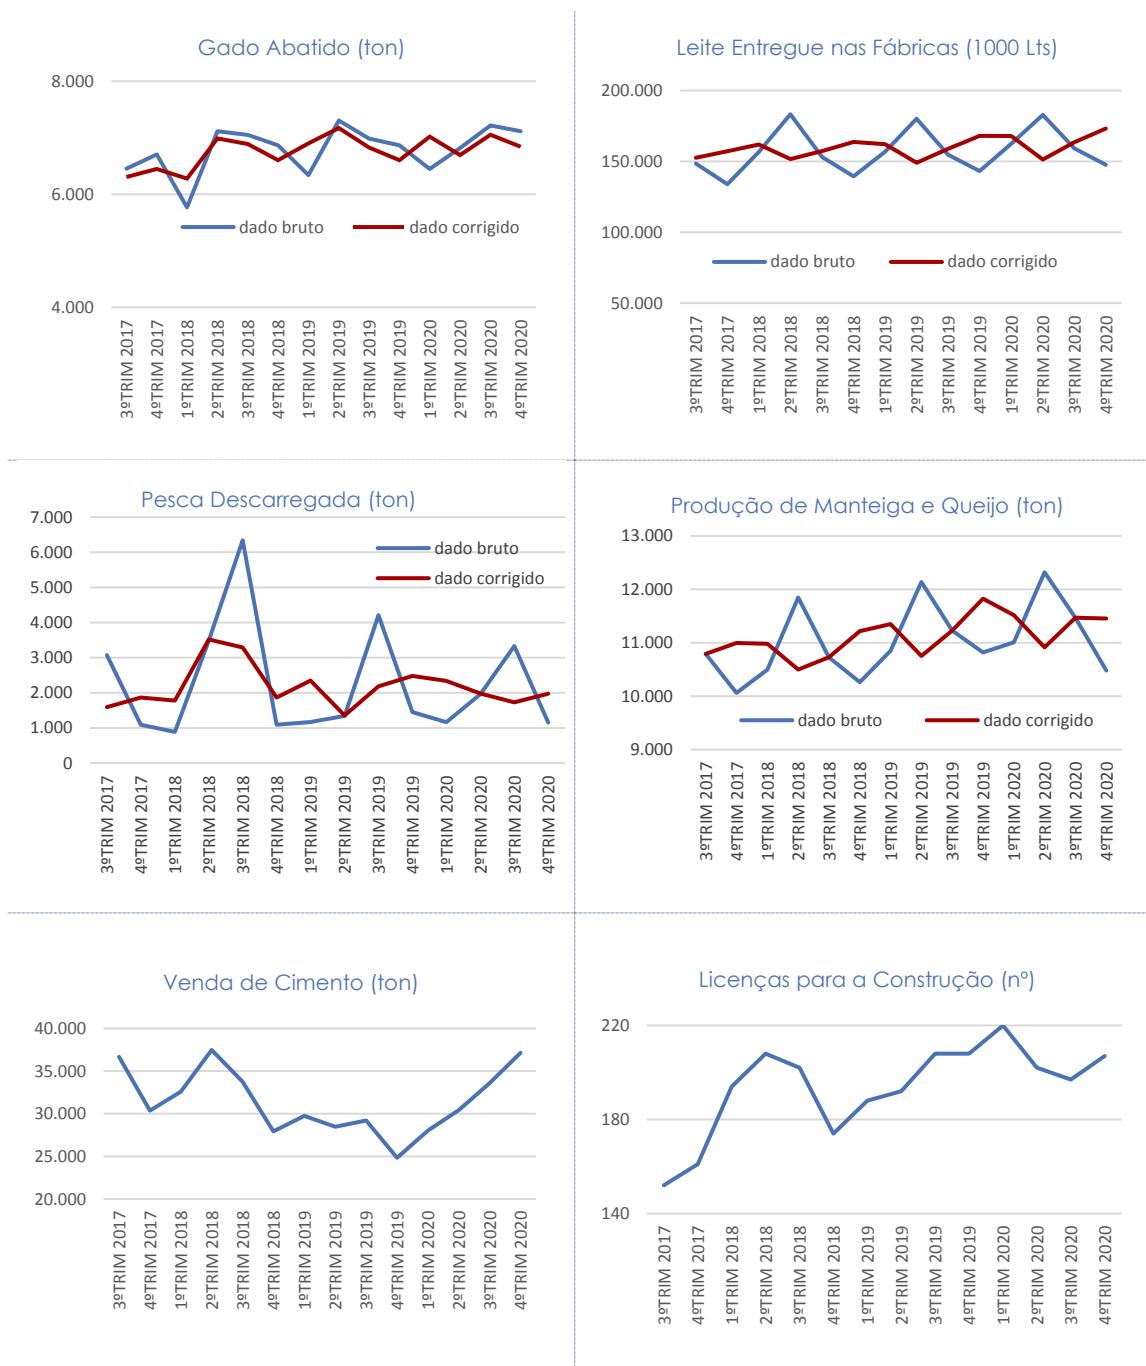 Gado Abatido (ton)
8.000
6.000
4.000
dado bruto
dado corrigido
3ºTRIM 2017
4ºTRIM 2017
1ºTRIM 2018
2ºTRIM 2018
3ºTRIM 2018
4ºTRIM 2018
1ºTRIM 2019
2ºTRIM 2019
3ºTRIM 2019
4ºTRIM 2019
1ºTRIM 2020
2ºTRIM 2020
3ºTRIM 2020
4ºTRIM 2020
Leite Entregue nas Fábricas (1000 Lts)
200.000
150.000
100.000
50.000
dado bruto
dado corrigido
3ºTRIM 2017
4ºTRIM 2017
1ºTRIM 2018
2ºTRIM 2018
3ºTRIM 2018
4ºTRIM 2018
1ºTRIM 2019
2ºTRIM 2019
3ºTRIM 2019
4ºTRIM 2019
1ºTRIM 2020
2ºTRIM 2020
3ºTRIM 2020
4ºTRIM 2020
Pesca Descarregada (ton)
7.000
6.000
5.000
4.000
3.000
2.000
1.000
0
dado bruto
dado corrigido
3ºTRIM 2017
4ºTRIM 2017
1ºTRIM 2018
2ºTRIM 2018
3ºTRIM 2018
4ºTRIM 2018
1ºTRIM 2019
2ºTRIM 2019
3ºTRIM 2019
4ºTRIM 2019
1ºTRIM 2020
2ºTRIM 2020
3ºTRIM 2020
4ºTRIM 2020
Produção de Manteiga e Queijo (ton)
13.000
12.000
11.000
10.000
9.000
dado bruto
dado corrigido
3ºTRIM 2017
4ºTRIM 2017
1ºTRIM 2018
2ºTRIM 2018
3ºTRIM 2018
4ºTRIM 2018
1ºTRIM 2019
2ºTRIM 2019
3ºTRIM 2019
4ºTRIM 2019
1ºTRIM 2020
2ºTRIM 2020
3ºTRIM 2020
4ºTRIM 2020
Venda de Cimento (ton)
40.000
35.000
30.000
25.000
20.000
3ºTRIM 2017
4ºTRIM 2017
1ºTRIM 2018
2ºTRIM 2018
3ºTRIM 2018
4ºTRIM 2018
1ºTRIM 2019
2ºTRIM 2019
3ºTRIM 2019
4ºTRIM 2019
1ºTRIM 2020
2ºTRIM 2020
3ºTRIM 2020
4ºTRIM 2020
Licenças para a Construção (nº)
220
180
140
3ºTRIM 2017
4ºTRIM 2017
1ºTRIM 2018
2ºTRIM 2018
3ºTRIM 2018
4ºTRIM 2018
1ºTRIM 2019
2ºTRIM 2019
3ºTRIM 2019
4ºTRIM 2019
1ºTRIM 2020
2ºTRIM 2020
3ºTRIM 2020
4ºTRIM 2020